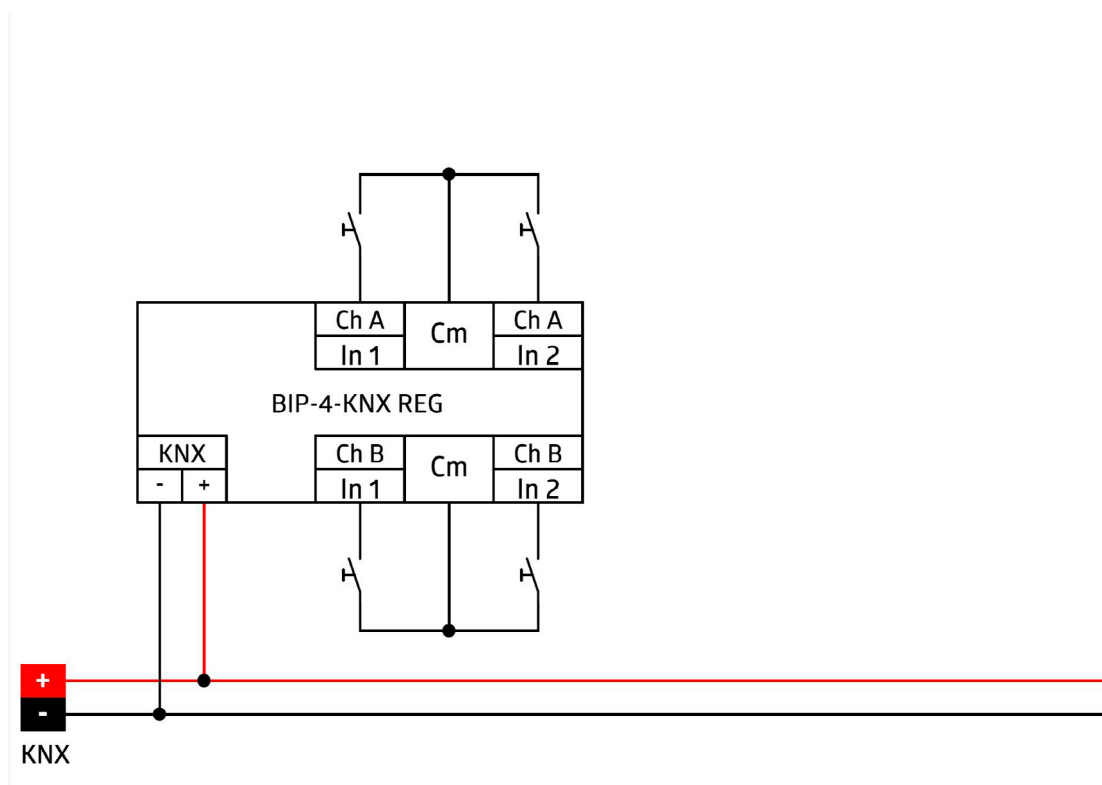 Ch A Cm Ch A
In 1 In 2
BIP-4-KNX REG
KNX Ch B Cm Ch B
- + In 1 In 2
+
-
KNX